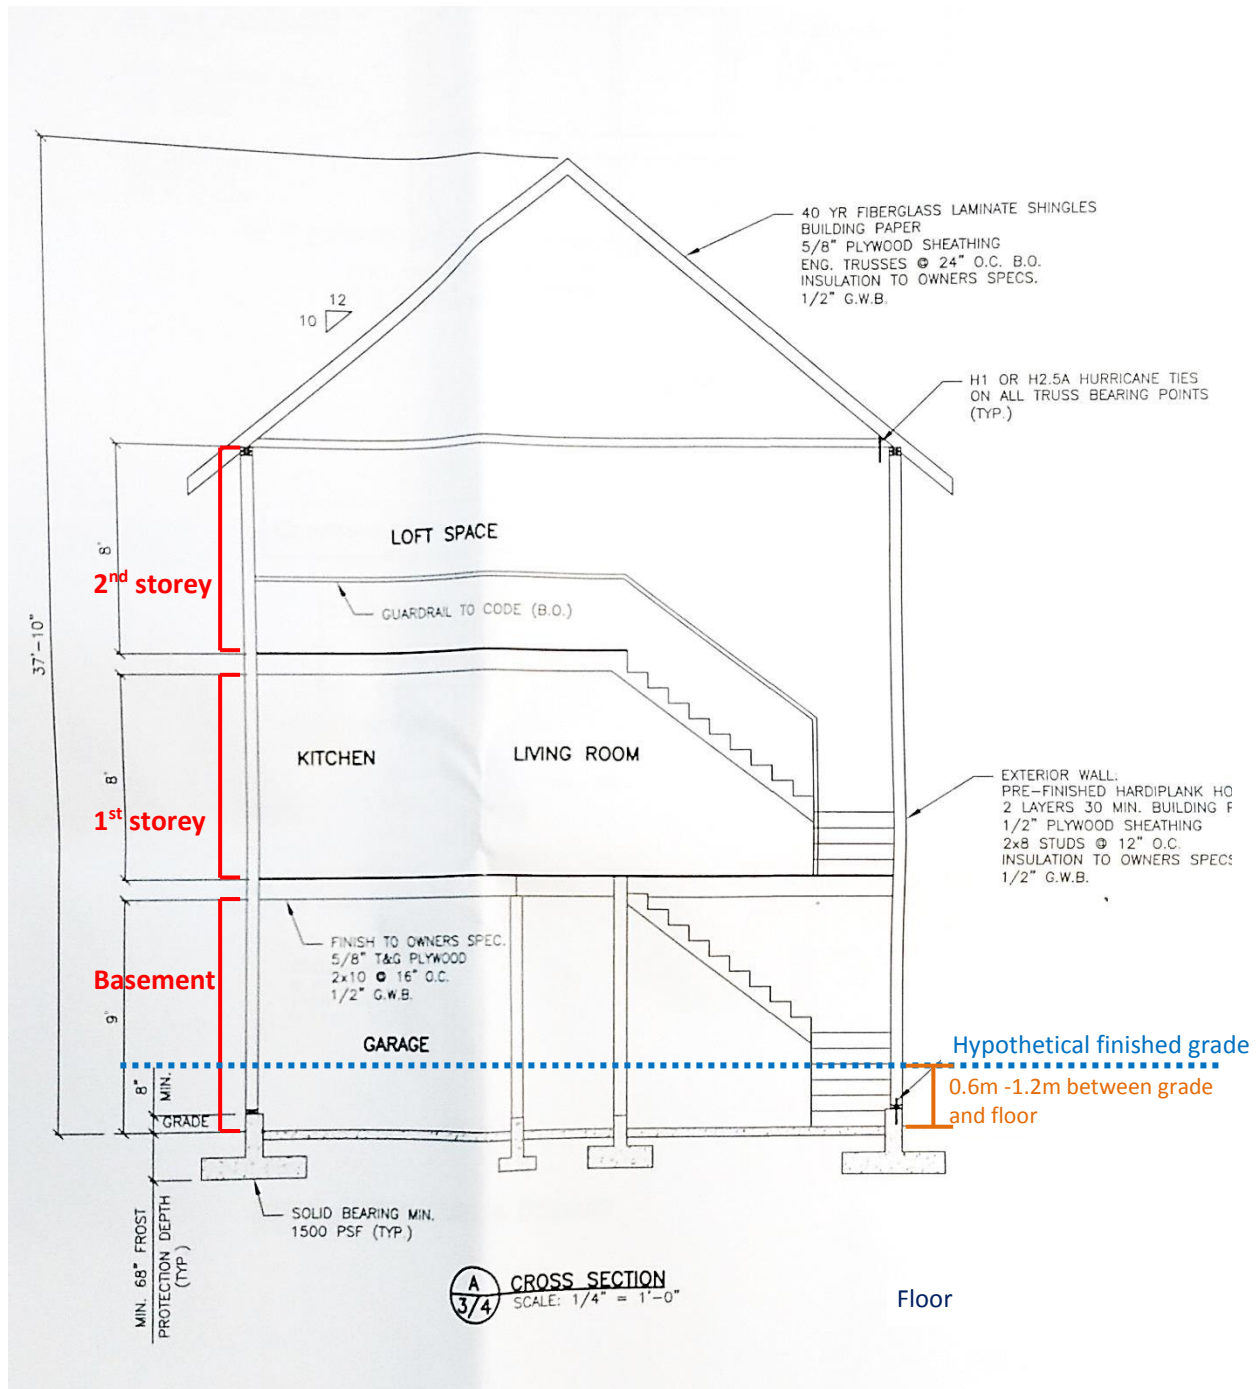 40 YR FIBERGLASS LAMINATE SHINGLES
BUILDING PAPER
5/8" PLYWOOD SHEATHING
ENG. TRUSSES @ 24" O.C. B.O.
INSULATION TO OWNERS SPECS.
1/2" G.W.B.
12
10
H1 OR H2.5A HURRICANE TIES
ON ALL TRUSS BEARING POINTS
(TYP.)
LOFT SPACE
8'
2nd storey
GUARDRAIL TO CODE (B.O.)
37'-10"
KITCHEN
LIVING ROOM
8'
1st storey
EXTERIOR WALL:
PRE-FINISHED HARDIPLANK HO
2 LAYERS 30 MIN. BUILDING P
1/2" PLYWOOD SHEATHING
2x8 STUDS @ 12" O.C.
INSULATION TO OWNERS SPECS
1/2" G.W.B.
FINISH TO OWNERS SPEC.
5/8" T&G PLYWOOD
2x10 @ 16" O.C.
1/2" G.W.B.
Basement
9'
GARAGE
Hypothetical finished grade
0.6m -1.2m between grade
and floor
8"
MIN.
GRADE
SOLID BEARING MIN.
1500 PSF (TYP.)
MIN. 68" FROST
PROTECTION DEPTH
(TYP.)
A
3/4
CROSS SECTION
SCALE: 1/4" = 1'-0"
Floor